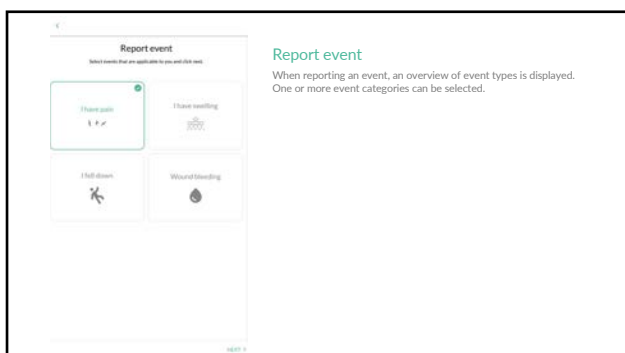 Report event
Select events that are applicable to you and click next.
I have pain
I have swelling
I fell down
Wound bleeding
NEXT
Report event
When reporting an event, an overview of event types is displayed.
One or more event categories can be selected.